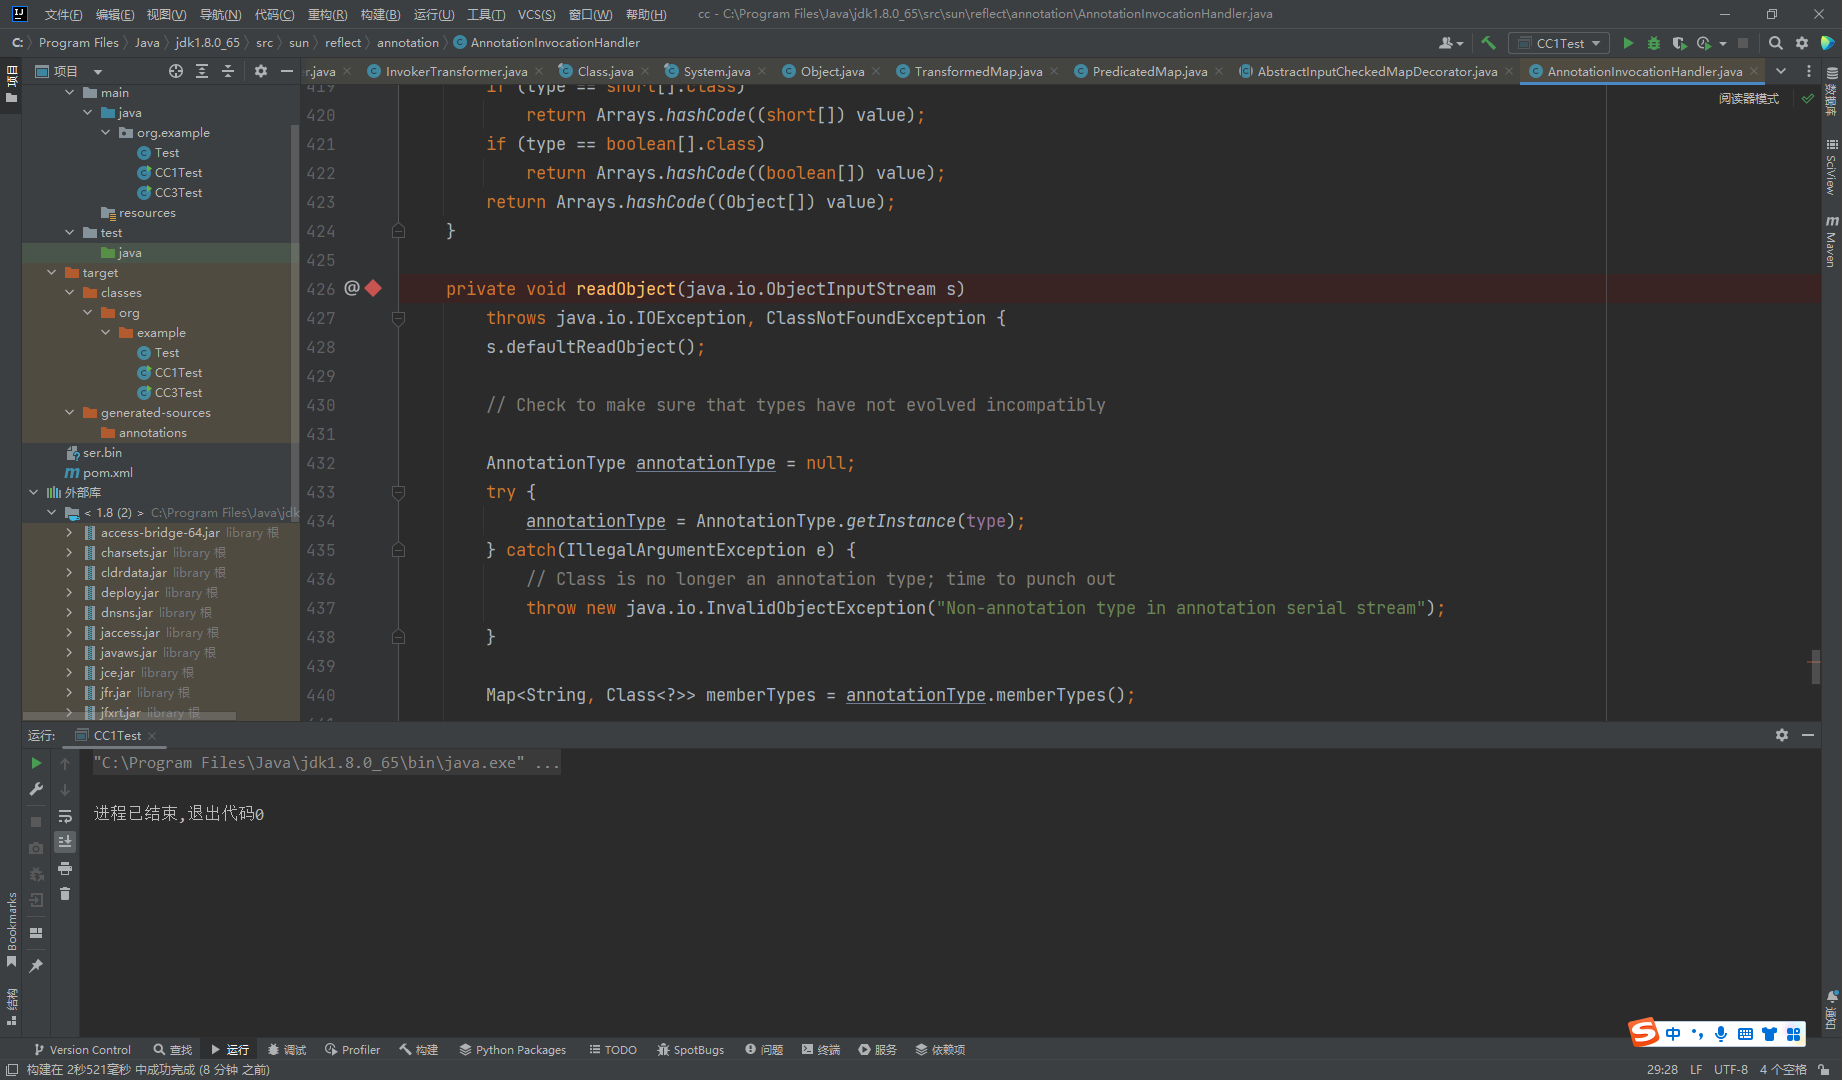 文件(F) 编辑(E) 视图(V) 导航(N) 代码(C) 重构(R) 构建(B) 运行(U) 工具(T) VCS(S) 窗口(W) 帮助(H) cc - C:\Program Files\Java\jdk1.8.0_65\src\sun\reflect\annotation\AnnotationInvocationHandler.java
C: Program Files Java jdk1.8.0_65 src sun reflect annotation AnnotationInvocationHandler CC1Test
项目
r.java InvokerTransformer.java Class.java System.java Object.java TransformedMap.java PredicatedMap.java AbstractInputCheckedMapDecorator.java AnnotationInvocationHandler.java
阅读器模式
main
java
org.example
Test
CC1Test
CC3Test
resources
test
java
target
classes
org
example
Test
CC1Test
CC3Test
generated-sources
annotations
ser.bin
pom.xml
外部库
< 1.8 (2) > C:\Program Files\Java\jdk
access-bridge-64.jar library 根
charsets.jar library 根
cldrdata.jar library 根
deploy.jar library 根
dnsns.jar library 根
jaccess.jar library 根
javaws.jar library 根
jce.jar library 根
jfr.jar library 根
jfxrt.jar library 根
419 if (type == short[].class)
420 return Arrays.hashCode((short[]) value);
421 if (type == boolean[].class)
422 return Arrays.hashCode((boolean[]) value);
423 return Arrays.hashCode((Object[]) value);
424 }
425
426 @ private void readObject(java.io.ObjectInputStream s)
427 throws java.io.IOException, ClassNotFoundException {
428 s.defaultReadObject();
429
430 // Check to make sure that types have not evolved incompatibly
431
432 AnnotationType annotationType = null;
433 try {
434 annotationType = AnnotationType.getInstance(type);
435 } catch(IllegalArgumentException e) {
436 // Class is no longer an annotation type; time to punch out
437 throw new java.io.InvalidObjectException("Non-annotation type in annotation serial stream");
438 }
439
440 Map<String, Class<?>> memberTypes = annotationType.memberTypes();
项目
Bookmarks
结构
数据库
SciView
Maven
通知
运行: CC1Test
"C:\Program Files\Java\jdk1.8.0_65\bin\java.exe" ...
进程已结束,退出代码0
中
Version Control 查找 运行 调试 Profiler 构建 Python Packages TODO SpotBugs 问题 终端 服务 依赖项
构建在 2秒521毫秒 中成功完成 (8 分钟 之前) 29:28 LF UTF-8 4 个空格